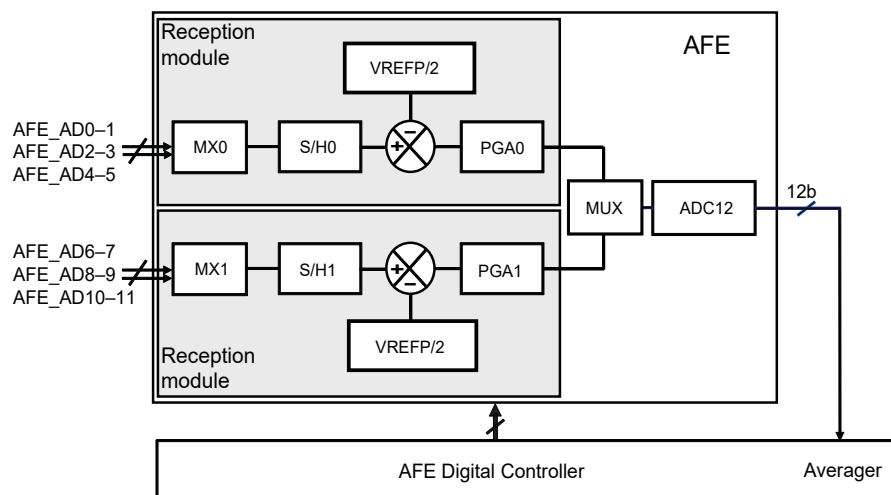 Reception
module
AFE
VREFP/2
AFE_AD0–1
AFE_AD2–3
AFE_AD4–5
MX0
S/H0
+
−
PGA0
MUX
ADC12
12b
AFE_AD6–7
AFE_AD8–9
AFE_AD10–11
MX1
S/H1
+
−
PGA1
VREFP/2
Reception
module
AFE Digital Controller
Averager